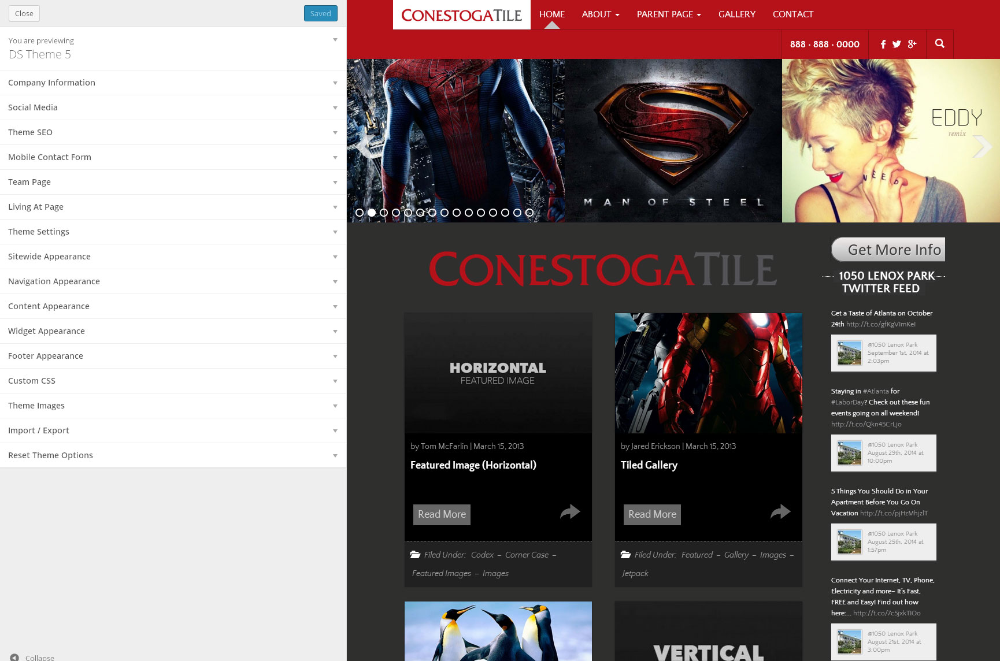 Close
Saved
You are previewing
DS Theme 5
Company Information
Social Media
Theme SEO
Mobile Contact Form
Team Page
Living At Page
Theme Settings
Sitewide Appearance
Navigation Appearance
Content Appearance
Widget Appearance
Footer Appearance
Custom CSS
Theme Images
Import / Export
Reset Theme Options
Collapse
CONESTOGATILE
HOME ABOUT PARENT PAGE GALLERY CONTACT
888 · 888 · 0000
MAN OF STEEL
EDDY
remix
NEED
CONESTOGATILE
HORIZONTAL
FEATURED IMAGE
by Tom McFarlin | March 15, 2013
Featured Image (Horizontal)
Read More
Filed Under: Codex – Corner Case –
Featured Images – Images
by Jared Erickson | March 15, 2013
Tiled Gallery
Read More
Filed Under: Featured – Gallery – Images –
Jetpack
VERTICAL
Get More Info
1050 LENOX PARK
TWITTER FEED
Get a Taste of Atlanta on October
24th http://t.co/gfKgVImKeI
@1050 Lenox Park
September 1st, 2014 at
2:03pm
Staying in #Atlanta for
#LaborDay? Check out these fun
events going on all weekend!
http://t.co/Qkn45CrLjo
@1050 Lenox Park
August 29th, 2014 at
10:00pm
5 Things You Should Do in Your
Apartment Before You Go On
Vacation http://t.co/pjHzMhjzlT
@1050 Lenox Park
August 25th, 2014 at
1:57pm
Connect Your Internet, TV, Phone,
Electricity and more– It's Fast,
FREE and Easy! Find out how
here:... http://t.co/7c5jxkTIOo
@1050 Lenox Park
August 21st, 2014 at
3:00pm